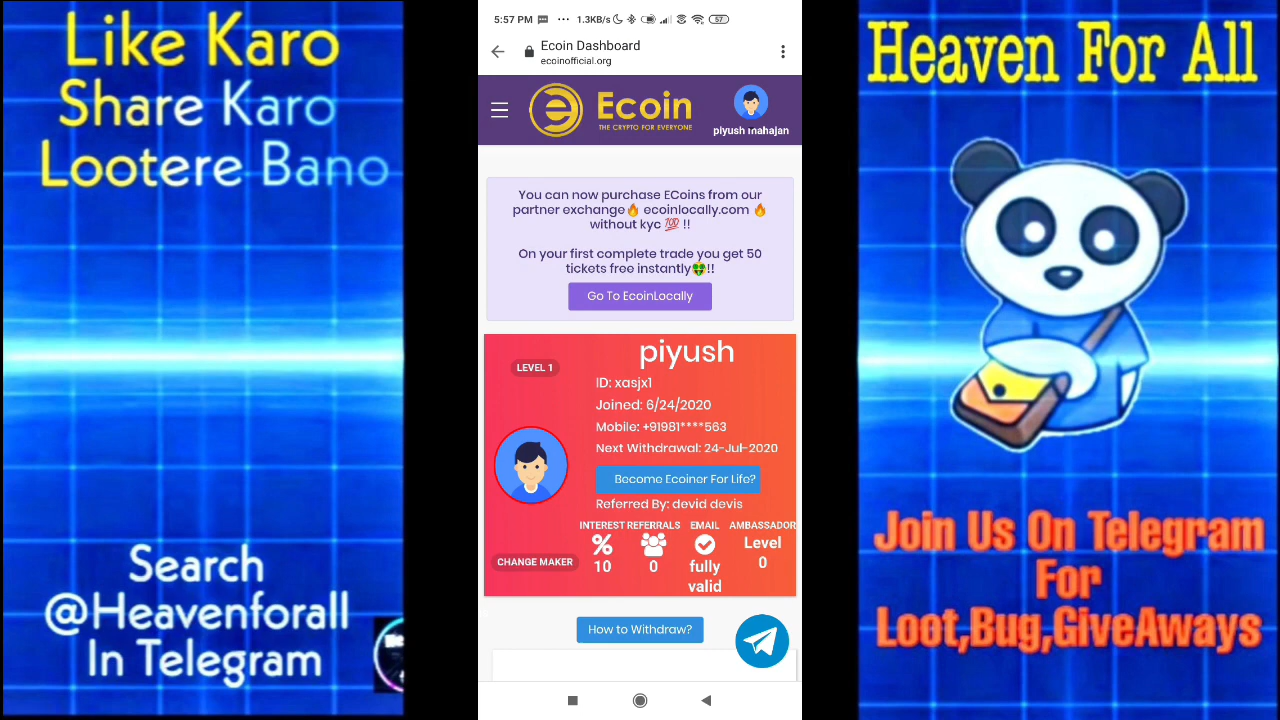 Like Karo
Share Karo
Lootere Bano
Search
@Heavenforall
In Telegram
5:57 PM ... 1.3KB/s 57
Ecoin Dashboard
ecoinofficial.org
Ecoin
THE CRYPTO FOR EVERYONE
piyush mahajan
You can now purchase ECoins from our
partner exchange🔥 ecoinlocally.com 🔥
without kyc 💯 !!
On your first complete trade you get 50
tickets free instantly🤑!!
Go To EcoinLocally
LEVEL 1
piyush
ID: xasjx1
Joined: 6/24/2020
Mobile: +91981****563
Next Withdrawal: 24-Jul-2020
Become Ecoiner For Life?
Referred By: devid devis
INTEREST REFERRALS EMAIL AMBASSADOR
% Level
10 0 fully 0
valid
CHANGE MAKER
How to Withdraw?
Heaven For All
Join Us On Telegram
For
Loot,Bug,GiveAways